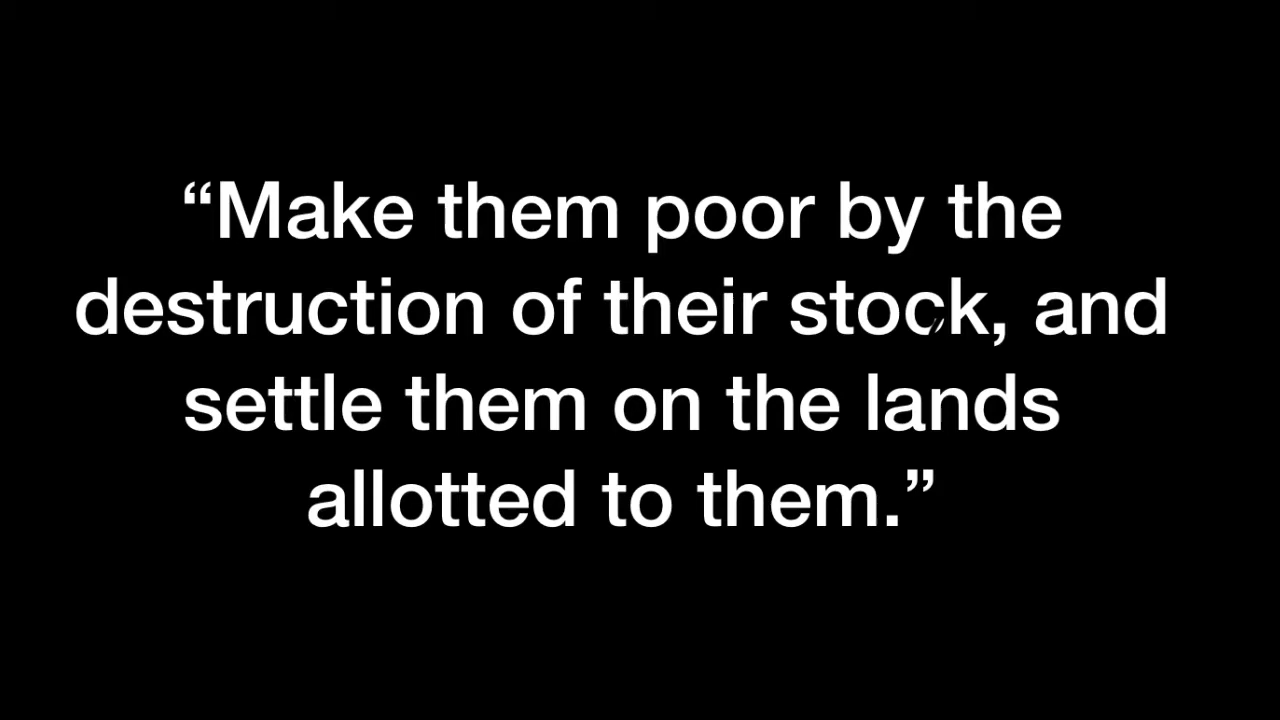 “Make them poor by the
destruction of their stock, and
settle them on the lands
allotted to them.”